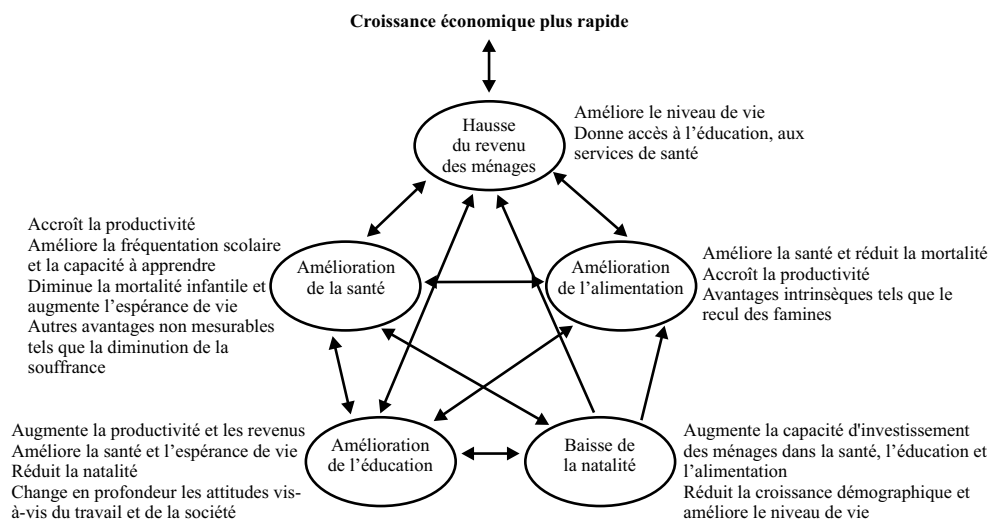 Croissance économique plus rapide
Hausse
du revenu
des ménages
Améliore le niveau de vie
Donne accès à l’éducation, aux
services de santé
Accroît la productivité
Améliore la fréquentation scolaire
et la capacité à apprendre
Diminue la mortalité infantile et
augmente l’espérance de vie
Autres avantages non mesurables
tels que la diminution de la
souffrance
Amélioration
de la santé
Amélioration
de l’alimentation
Améliore la santé et réduit la mortalité
Accroît la productivité
Avantages intrinsèques tels que le
recul des famines
Augmente la productivité et les revenus
Améliore la santé et l’espérance de vie
Réduit la natalité
Change en profondeur les attitudes vis-
à-vis du travail et de la société
Amélioration
de l’éducation
Baisse de
la natalité
Augmente la capacité d'investissement
des ménages dans la santé, l’éducation et
l’alimentation
Réduit la croissance démographique et
améliore le niveau de vie